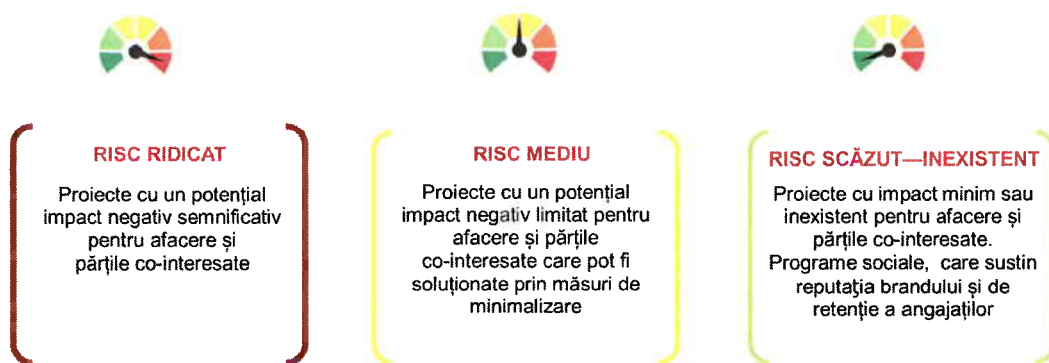 RISC RIDICAT
Proiecte cu un potențial
impact negativ semnificativ
pentru afacere și
părțile co-interesate
RISC MEDIU
Proiecte cu un potențial
impact negativ limitat pentru
afacere și părțile
co-interesate care pot fi
soluționate prin măsuri de
minimalizare
RISC SCĂZUT—INEXISTENT
Proiecte cu impact minim sau
inexistent pentru afacere și
părțile co-interesate.
Programe sociale, care sustin
reputaţia brandului și de
retenție a angajaților